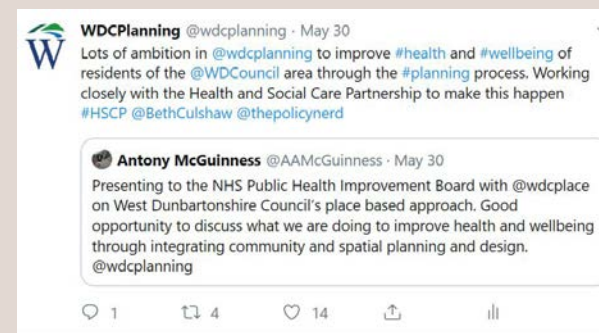 WDCPlanning @wdcplanning · May 30
Lots of ambition in @wdcplanning to improve #health and #wellbeing of
residents of the @WDCouncil area through the #planning process. Working
closely with the Health and Social Care Partnership to make this happen
#HSCP @BethCulshaw @thepolicynerd
Antony McGuinness @AAMcGuinness · May 30
Presenting to the NHS Public Health Improvement Board with @wdcplace
on West Dunbartonshire Council's place based approach. Good
opportunity to discuss what we are doing to improve health and wellbeing
through integrating community and spatial planning and design.
@wdcplanning
1 4 14